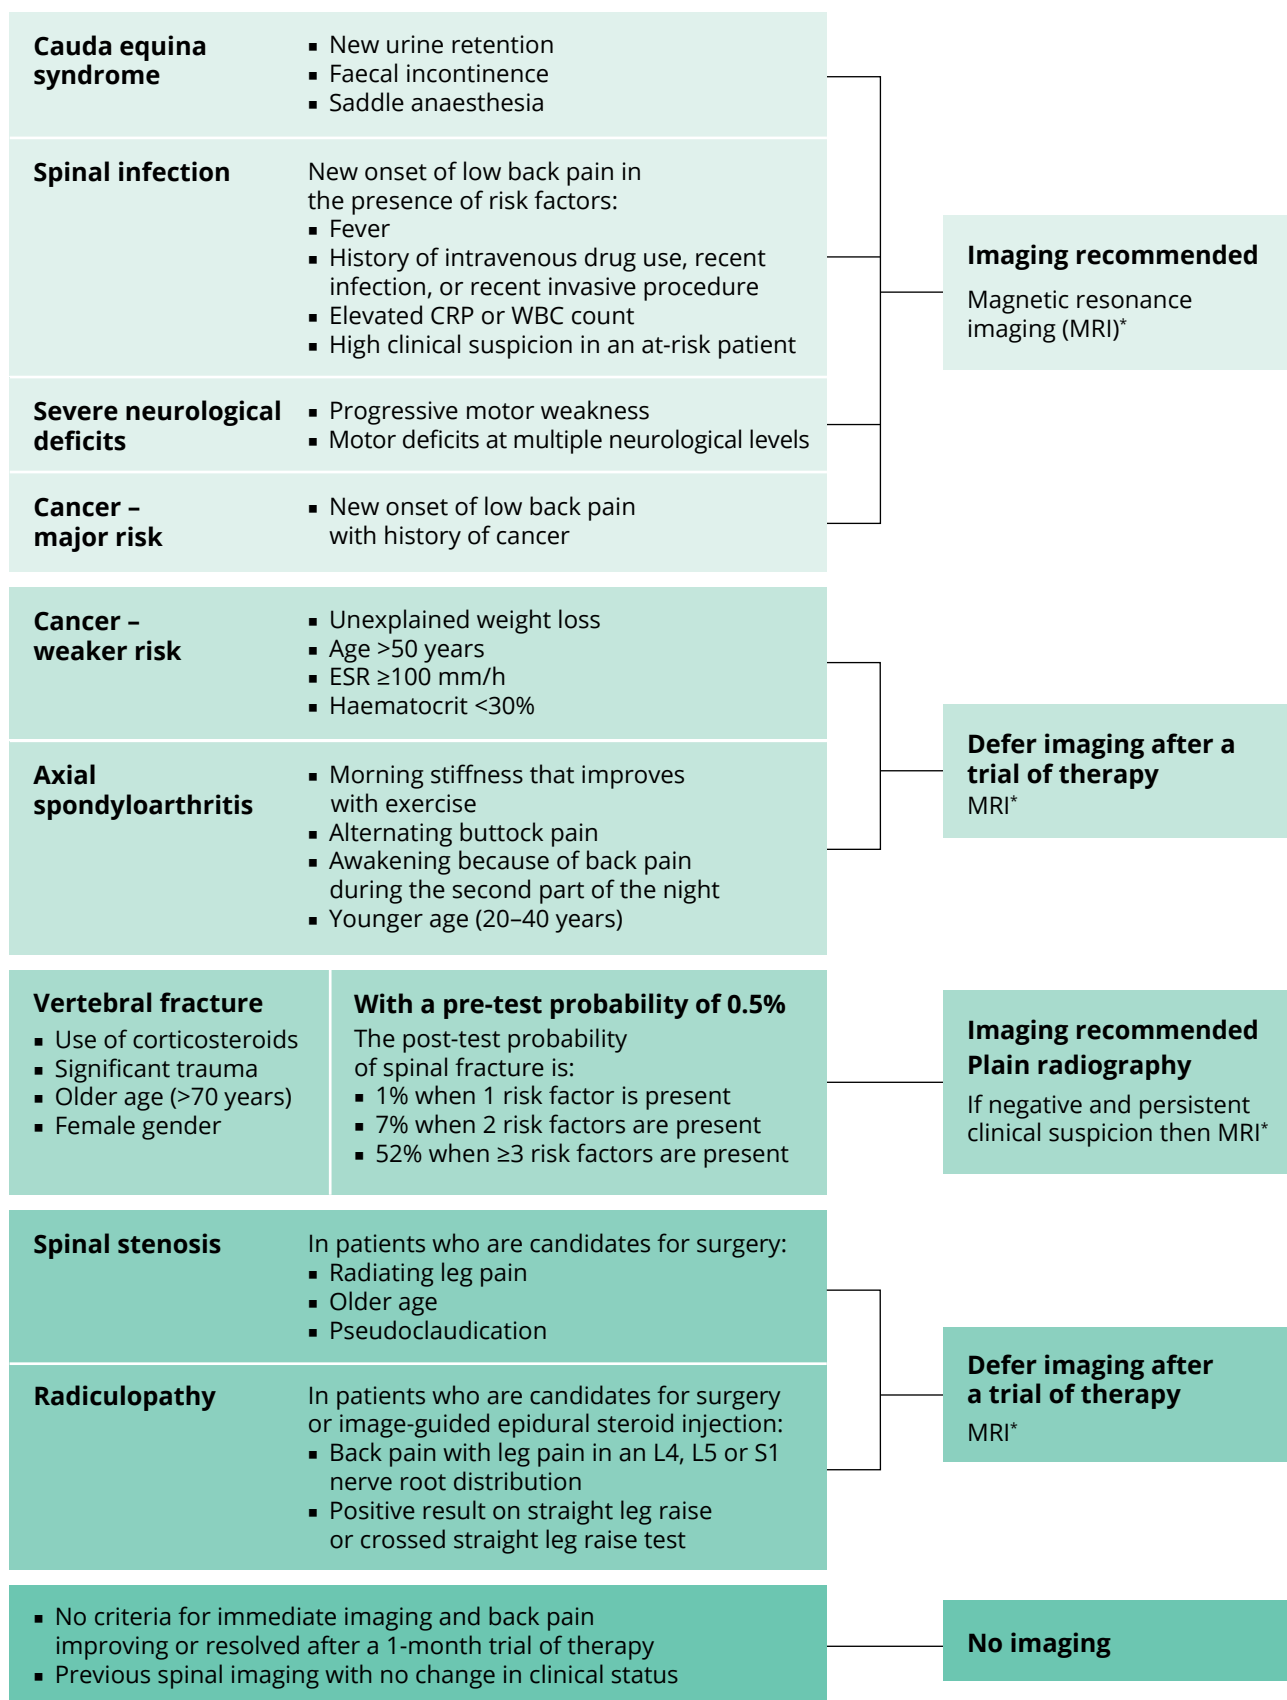 Cauda equina
syndrome
▪ New urine retention
▪ Faecal incontinence
▪ Saddle anaesthesia
Spinal infection
New onset of low back pain in
the presence of risk factors:
▪ Fever
▪ History of intravenous drug use, recent
infection, or recent invasive procedure
▪ Elevated CRP or WBC count
▪ High clinical suspicion in an at-risk patient
Severe neurological
deficits
▪ Progressive motor weakness
▪ Motor deficits at multiple neurological levels
Cancer –
major risk
▪ New onset of low back pain
with history of cancer
Imaging recommended
Magnetic resonance
imaging (MRI)*
Cancer –
weaker risk
▪ Unexplained weight loss
▪ Age >50 years
▪ ESR ≥100 mm/h
▪ Haematocrit <30%
Axial
spondyloarthritis
▪ Morning stiffness that improves
with exercise
▪ Alternating buttock pain
▪ Awakening because of back pain
during the second part of the night
▪ Younger age (20–40 years)
Defer imaging after a
trial of therapy
MRI*
Vertebral fracture
▪ Use of corticosteroids
▪ Significant trauma
▪ Older age (>70 years)
▪ Female gender
With a pre-test probability of 0.5%
The post-test probability
of spinal fracture is:
▪ 1% when 1 risk factor is present
▪ 7% when 2 risk factors are present
▪ 52% when ≥3 risk factors are present
Imaging recommended
Plain radiography
If negative and persistent
clinical suspicion then MRI*
Spinal stenosis
In patients who are candidates for surgery:
▪ Radiating leg pain
▪ Older age
▪ Pseudoclaudication
Radiculopathy
In patients who are candidates for surgery
or image-guided epidural steroid injection:
▪ Back pain with leg pain in an L4, L5 or S1
nerve root distribution
▪ Positive result on straight leg raise
or crossed straight leg raise test
Defer imaging after
a trial of therapy
MRI*
▪ No criteria for immediate imaging and back pain
improving or resolved after a 1-month trial of therapy
▪ Previous spinal imaging with no change in clinical status
No imaging